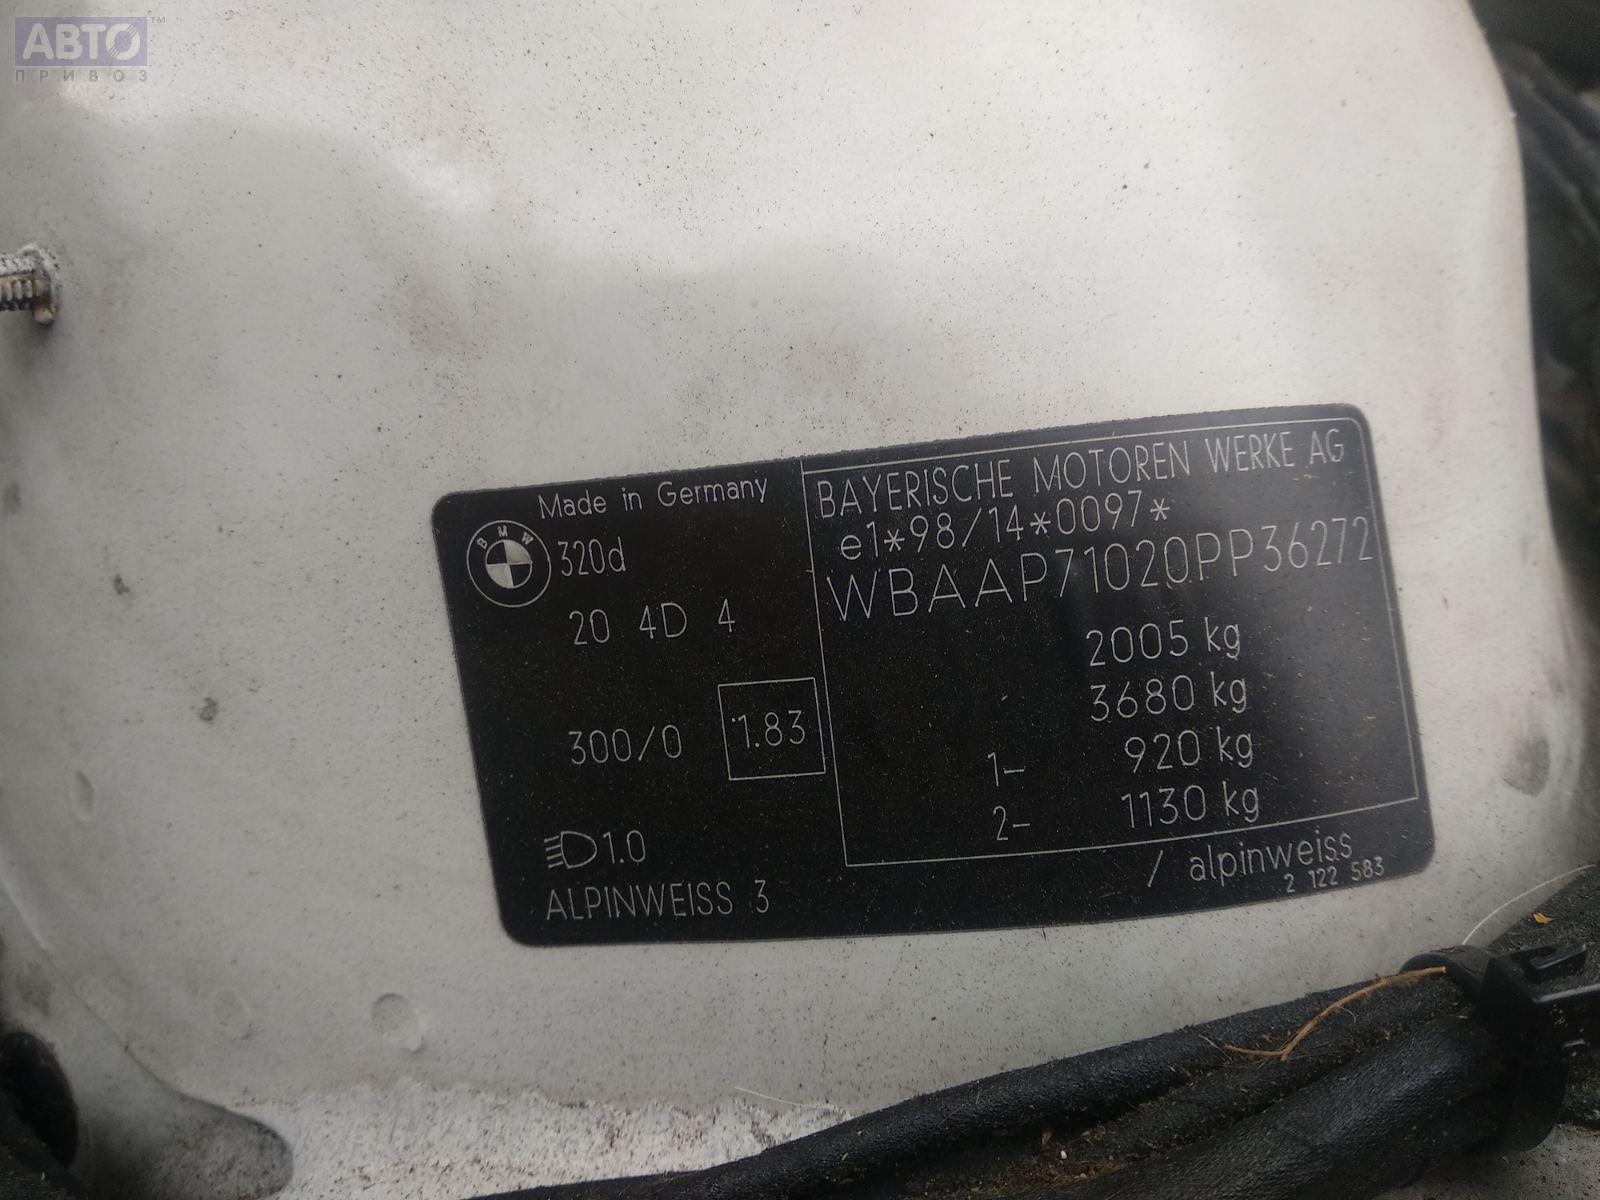 АВТО™
ПРИВОЗ
Made in Germany
BMW
320d
20 4D 4
300/0 1.83
1.0
ALPINWEISS 3
BAYERISCHE MOTOREN WERKE AG
e1*98/14*0097*
WBAAP71020PP36272
2005 kg
3680 kg
1- 920 kg
2- 1130 kg
/ alpinweiss
2 122 583